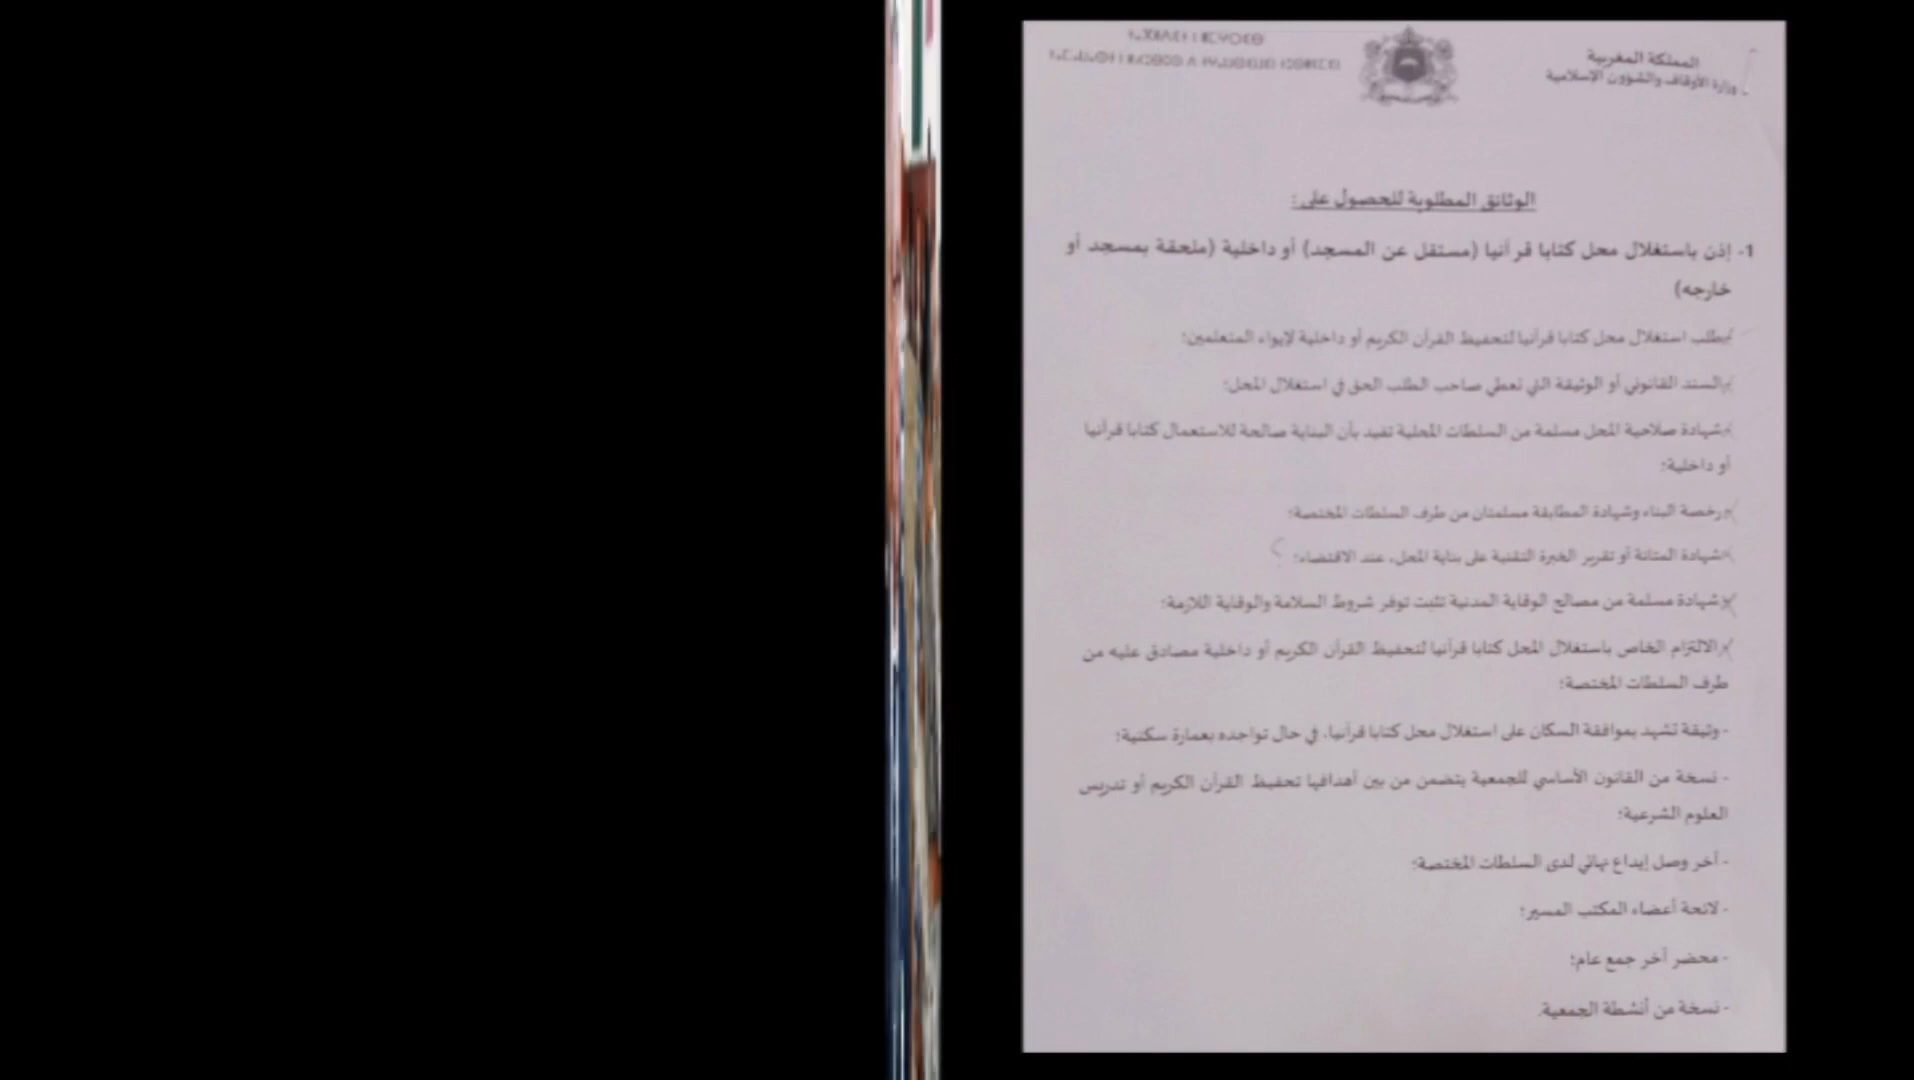 المملكة المغربية
وزارة الأوقاف والشؤون الإسلامية
الوثائق المطلوبة للحصول على:
1- إذن باستغلال محل كتابا قرآنيا (مستقل عن المسجد) أو داخلية (ملحقة بمسجد أو
خارجه)
طلب استغلال محل كتابا قرآنيا لتحفيظ القرآن الكريم أو داخلية لإيواء المتعلمين؛
السند القانوني أو الوثيقة التي تعطي صاحب الطلب الحق في استغلال المحل؛
شهادة صلاحية المحل مسلمة من السلطات المحلية تفيد بأن البناية صالحة للاستعمال كتابا قرآنيا
أو داخلية؛
رخصة البناء وشهادة المطابقة مسلمتان من طرف السلطات المختصة؛
شهادة المتانة أو تقرير الخبرة التقنية على بناية المحل، عند الاقتضاء؛
شهادة مسلمة من مصالح الوقاية المدنية تثبت توفر شروط السلامة والوقاية اللازمة؛
الالتزام الخاص باستغلال المحل كتابا قرآنيا لتحفيظ القرآن الكريم أو داخلية مصادق عليه من
طرف السلطات المختصة؛
- وثيقة تشهد بموافقة السكان على استغلال محل كتابا قرآنيا، في حال تواجده بعمارة سكنية؛
- نسخة من القانون الأساسي للجمعية يتضمن من بين أهدافها تحفيظ القرآن الكريم أو تدريس
العلوم الشرعية؛
- آخر وصل إيداع نهائي لدى السلطات المختصة؛
- لائحة أعضاء المكتب المسير؛
- محضر آخر جمع عام؛
- نسخة من أنشطة الجمعية.